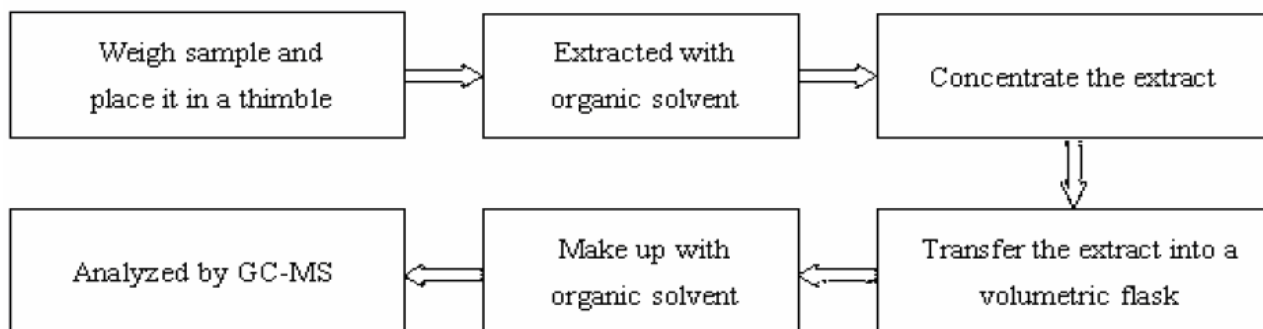 Weigh sample and
place it in a thimble
Extracted with
organic solvent
Concentrate the extract
Transfer the extract into a
volumetric flask
Make up with
organic solvent
Analyzed by GC-MS